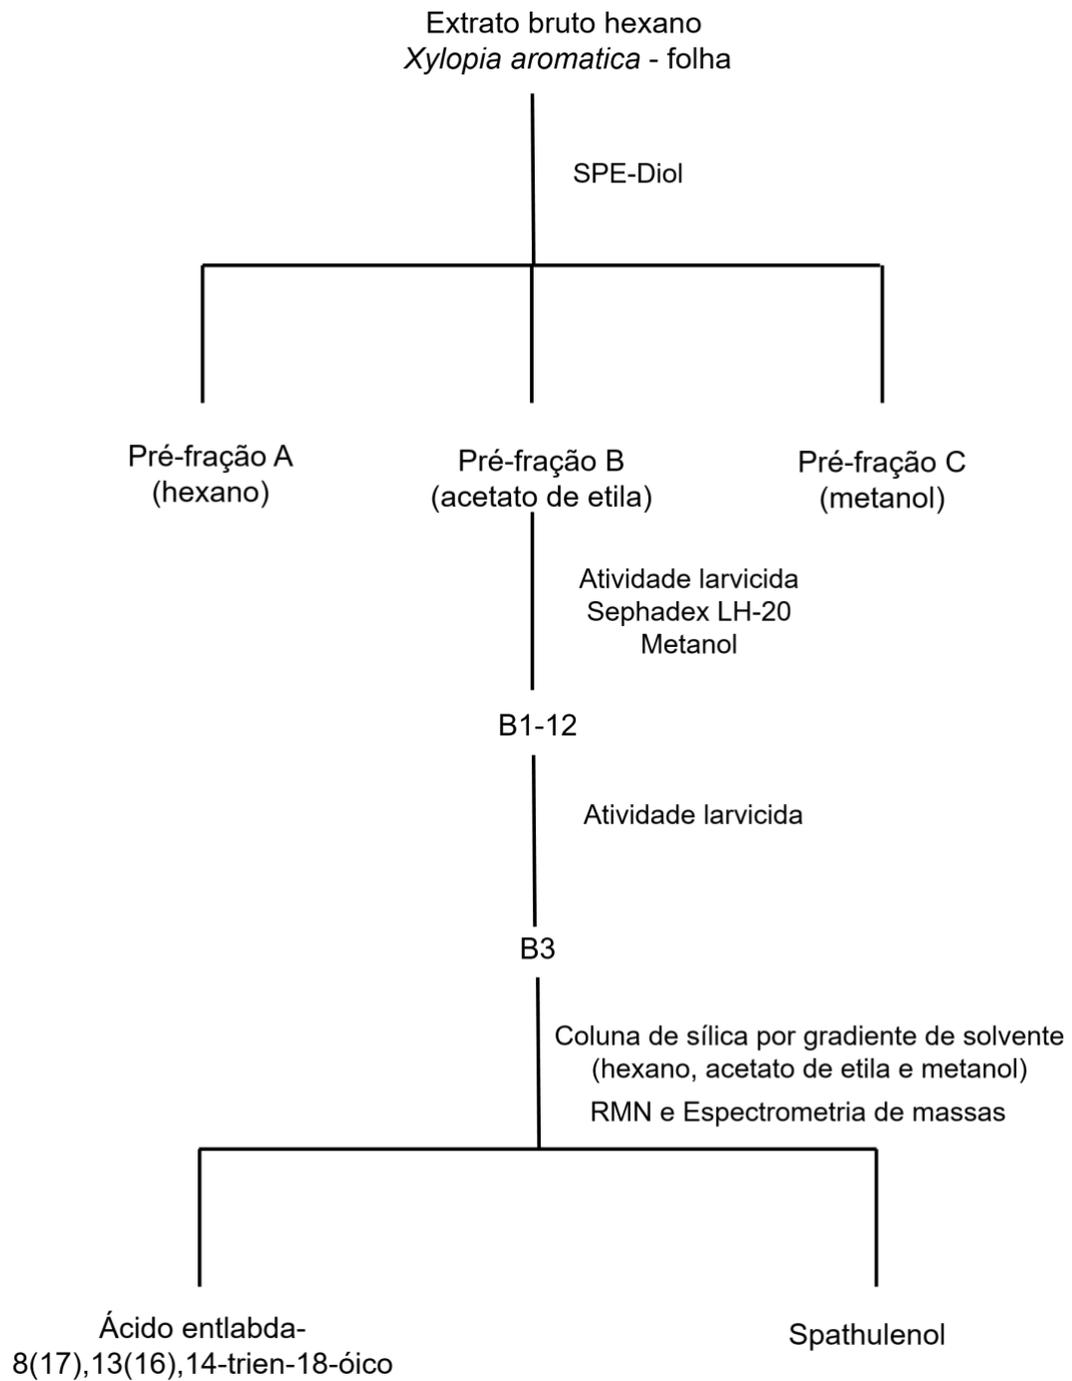 Extrato bruto hexano
Xylopia aromatica - folha
SPE-Diol
Pré-fração A
(hexano)
Pré-fração B
(acetato de etila)
Pré-fração C
(metanol)
Atividade larvicida
Sephadex LH-20
Metanol
B1-12
Atividade larvicida
B3
Coluna de sílica por gradiente de solvente
(hexano, acetato de etila e metanol)
RMN e Espectrometria de massas
Ácido entlabda-
8(17),13(16),14-trien-18-óico
Spathulenol